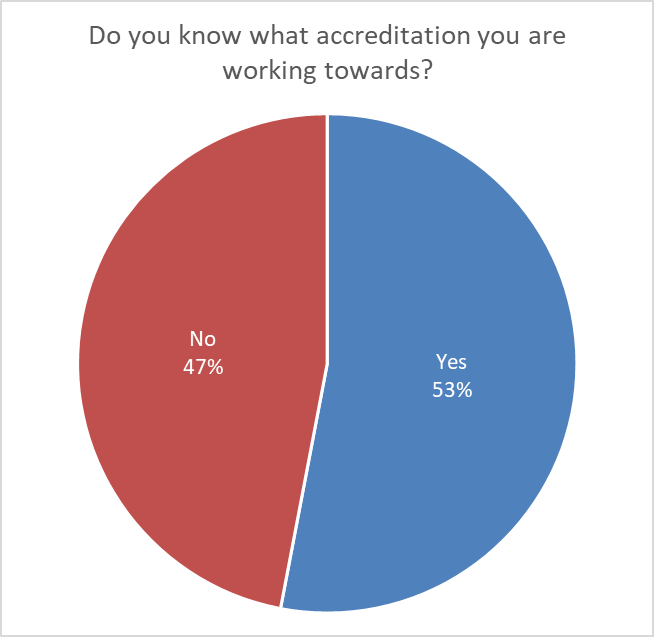 Do you know what accreditation you are
working towards?
No
47%
Yes
53%